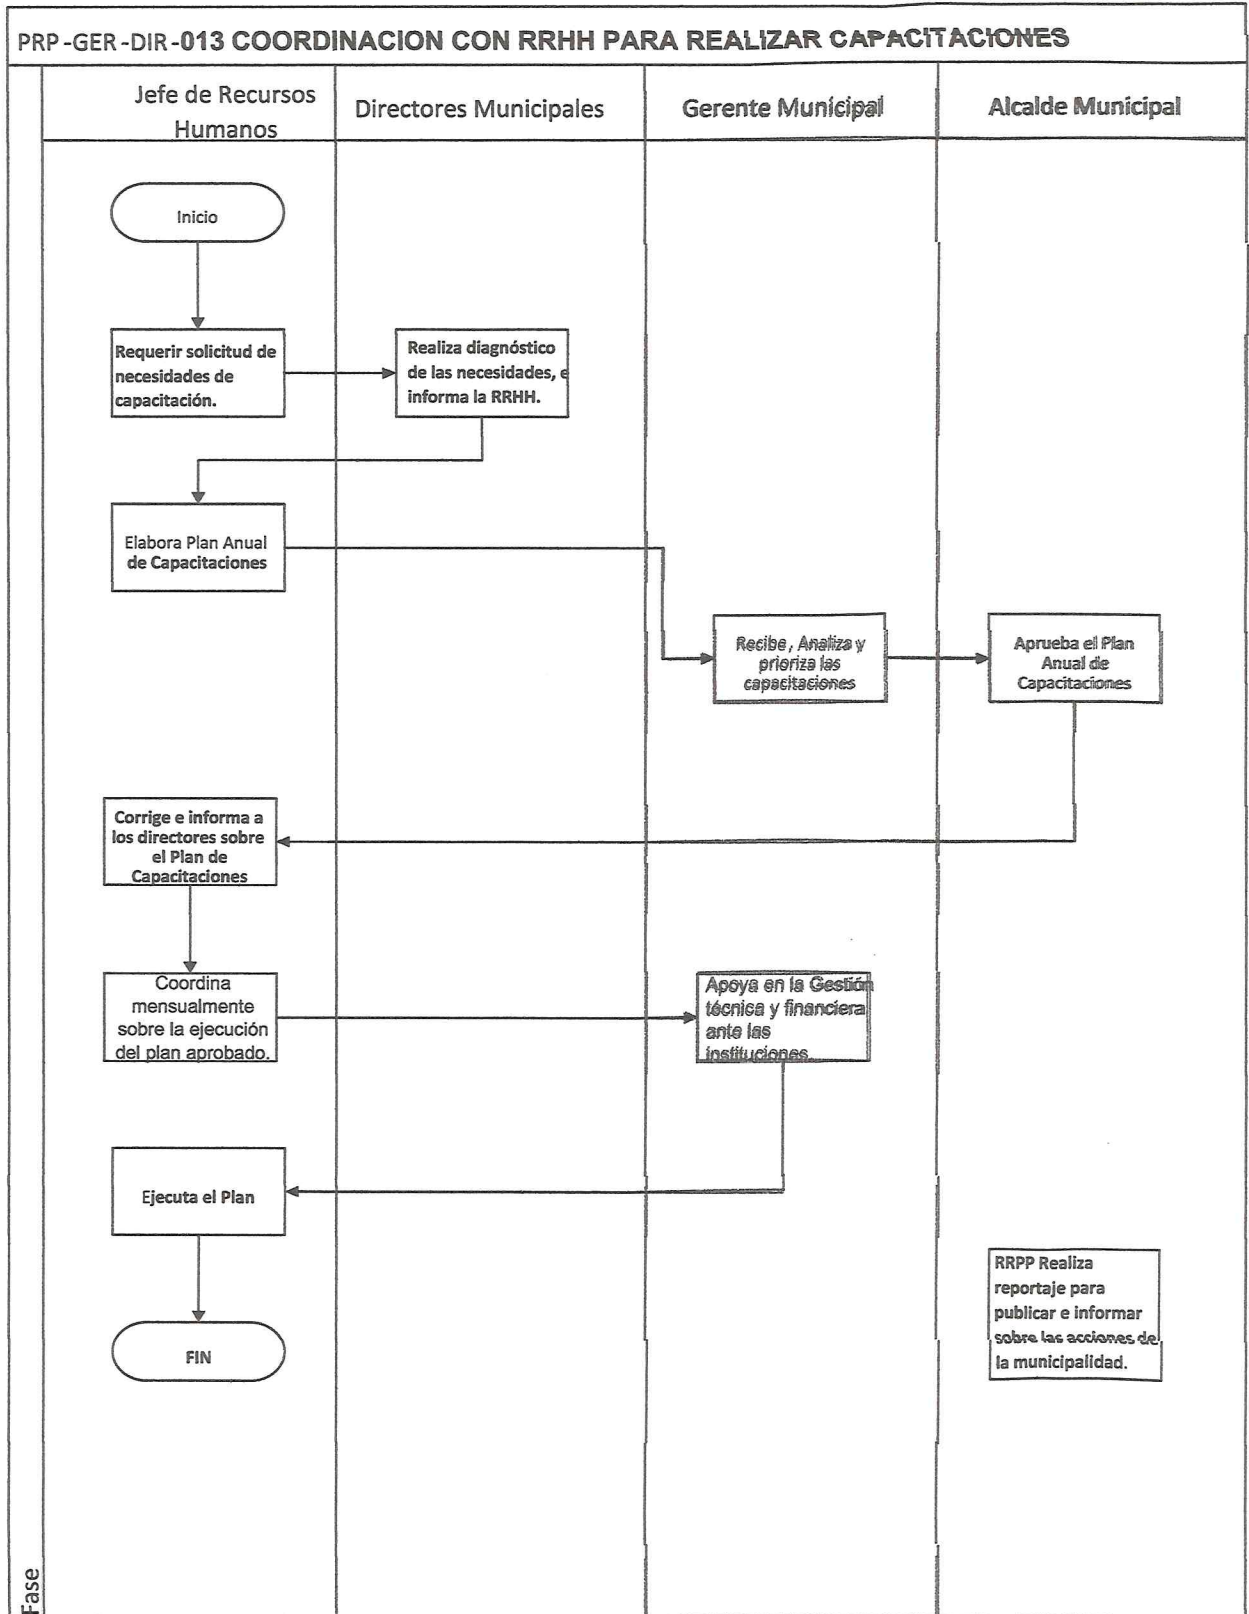 PRP-GER-DIR-013 COORDINACION CON RRHH PARA REALIZAR CAPACITACIONES
Jefe de Recursos
Humanos
Directores Municipales
Gerente Municipal
Alcalde Municipal
Inicio
Requerir solicitud de
necesidades de
capacitación.
Realiza diagnóstico
de las necesidades, e
informa la RRHH.
Elabora Plan Anual
de Capacitaciones
Recibe, Analiza y
prioriza las
capacitaciones
Aprueba el Plan
Anual de
Capacitaciones
Corrige e informa a
los directores sobre
el Plan de
Capacitaciones
Coordina
mensualmente
sobre la ejecución
del plan aprobado.
Apoya en la Gestión
técnica y financiera
ante las
instituciones.
Ejecuta el Plan
RRPP Realiza
reportaje para
publicar e informar
sobre las acciones de
la municipalidad.
FIN
Fase